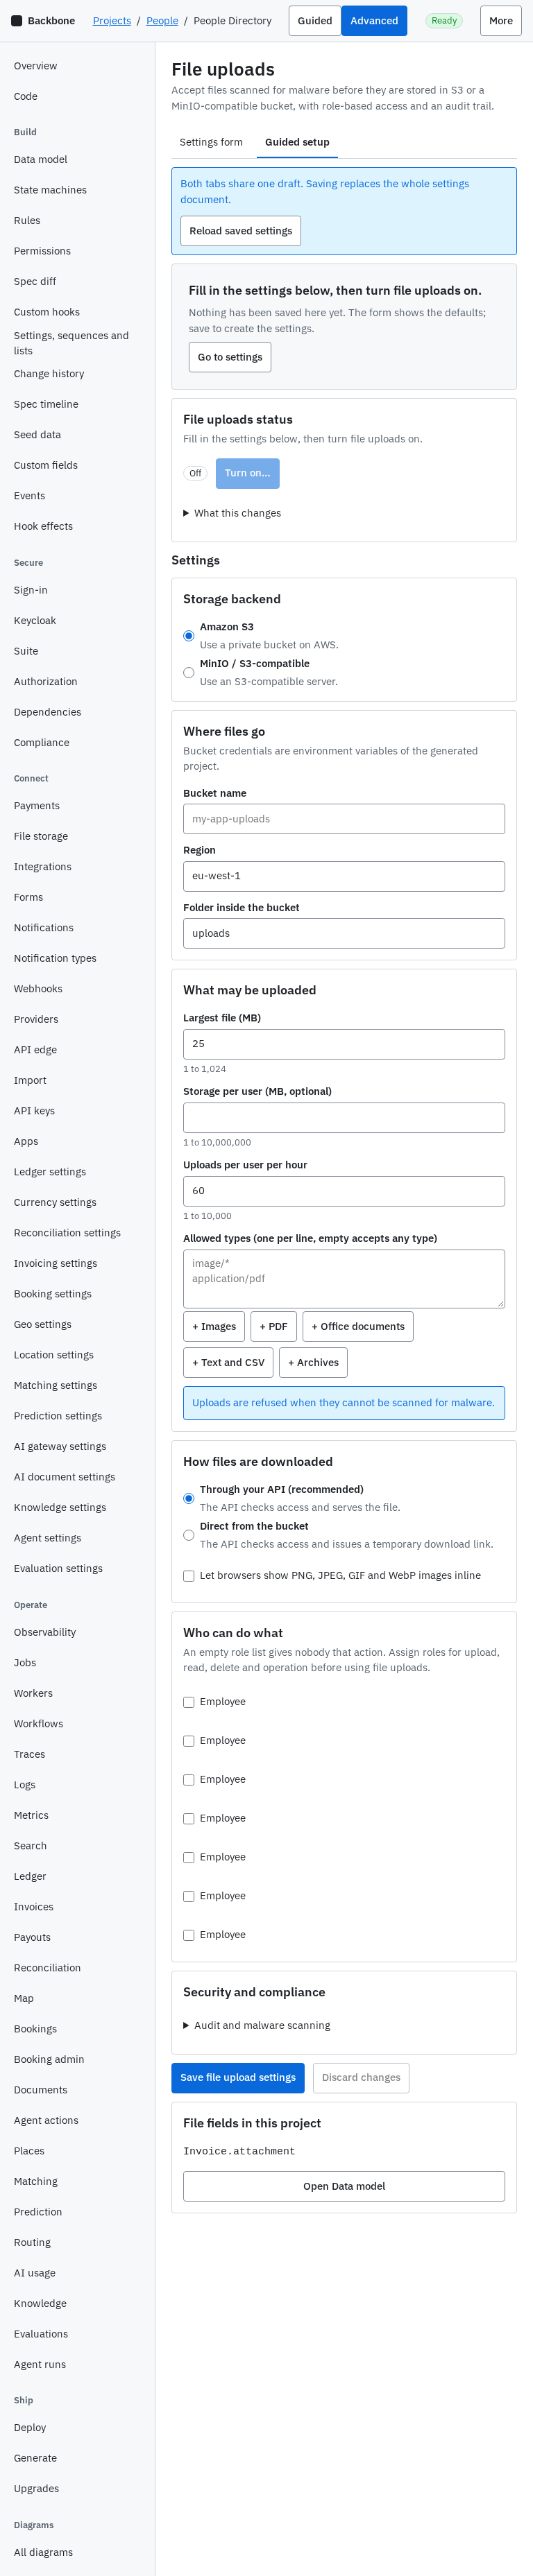 Backbone
Projects / People / People Directory
Guided
Advanced
Ready
More
Overview
Code
Build
Data model
State machines
Rules
Permissions
Spec diff
Custom hooks
Settings, sequences and
lists
Change history
Spec timeline
Seed data
Custom fields
Events
Hook effects
Secure
Sign-in
Keycloak
Suite
Authorization
Dependencies
Compliance
Connect
Payments
File storage
Integrations
Forms
Notifications
Notification types
Webhooks
Providers
API edge
Import
API keys
Apps
Ledger settings
Currency settings
Reconciliation settings
Invoicing settings
Booking settings
Geo settings
Location settings
Matching settings
Prediction settings
AI gateway settings
AI document settings
Knowledge settings
Agent settings
Evaluation settings
Operate
Observability
Jobs
Workers
Workflows
Traces
Logs
Metrics
Search
Ledger
Invoices
Payouts
Reconciliation
Map
Bookings
Booking admin
Documents
Agent actions
Places
Matching
Prediction
Routing
AI usage
Knowledge
Evaluations
Agent runs
Ship
Deploy
Generate
Upgrades
Diagrams
All diagrams
File uploads
Accept files scanned for malware before they are stored in S3 or a
MinIO-compatible bucket, with role-based access and an audit trail.
Settings form
Guided setup
Both tabs share one draft. Saving replaces the whole settings
document.
Reload saved settings
Fill in the settings below, then turn file uploads on.
Nothing has been saved here yet. The form shows the defaults;
save to create the settings.
Go to settings
File uploads status
Fill in the settings below, then turn file uploads on.
Off
Turn on...
What this changes
Settings
Storage backend
Amazon S3
Use a private bucket on AWS.
MinIO / S3-compatible
Use an S3-compatible server.
Where files go
Bucket credentials are environment variables of the generated
project.
Bucket name
my-app-uploads
Region
eu-west-1
Folder inside the bucket
uploads
What may be uploaded
Largest file (MB)
25
1 to 1,024
Storage per user (MB, optional)
1 to 10,000,000
Uploads per user per hour
60
1 to 10,000
Allowed types (one per line, empty accepts any type)
image/*
application/pdf
+ Images
+ PDF
+ Office documents
+ Text and CSV
+ Archives
Uploads are refused when they cannot be scanned for malware.
How files are downloaded
Through your API (recommended)
The API checks access and serves the file.
Direct from the bucket
The API checks access and issues a temporary download link.
Let browsers show PNG, JPEG, GIF and WebP images inline
Who can do what
An empty role list gives nobody that action. Assign roles for upload,
read, delete and operation before using file uploads.
Employee
Employee
Employee
Employee
Employee
Employee
Employee
Security and compliance
Audit and malware scanning
Save file upload settings
Discard changes
File fields in this project
Invoice.attachment
Open Data model